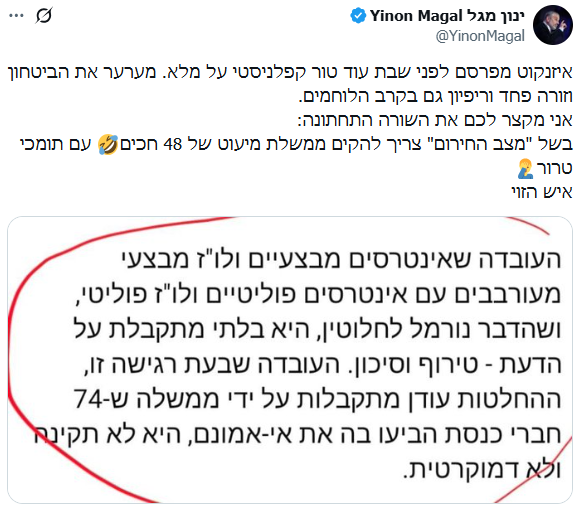 ינון מגל Yinon Magal
@YinonMagal
איזנקוט מפרסם לפני שבת עוד טור קפלניסטי על מלא. מערער את הביטחון
וזורה פחד וריפיון גם בקרב הלוחמים.
אני מקצר לכם את השורה התחתונה:
בשל "מצב החירום" צריך להקים ממשלת מיעוט של 48 חכים🤣 עם תומכי
טרור🤦‍♂️
איש הזוי
העובדה שאינטרסים מבצעיים ולו"ז מבצעי
מעורבבים עם אינטרסים פוליטיים ולו"ז פוליטי,
ושהדבר נורמל לחלוטין, היא בלתי מתקבלת על
הדעת - טירוף וסיכון. העובדה שבעת רגישה זו,
ההחלטות עודן מתקבלות על ידי ממשלה ש-74
חברי כנסת הביעו בה את אי-אמונם, היא לא תקינה
ולא דמוקרטית.